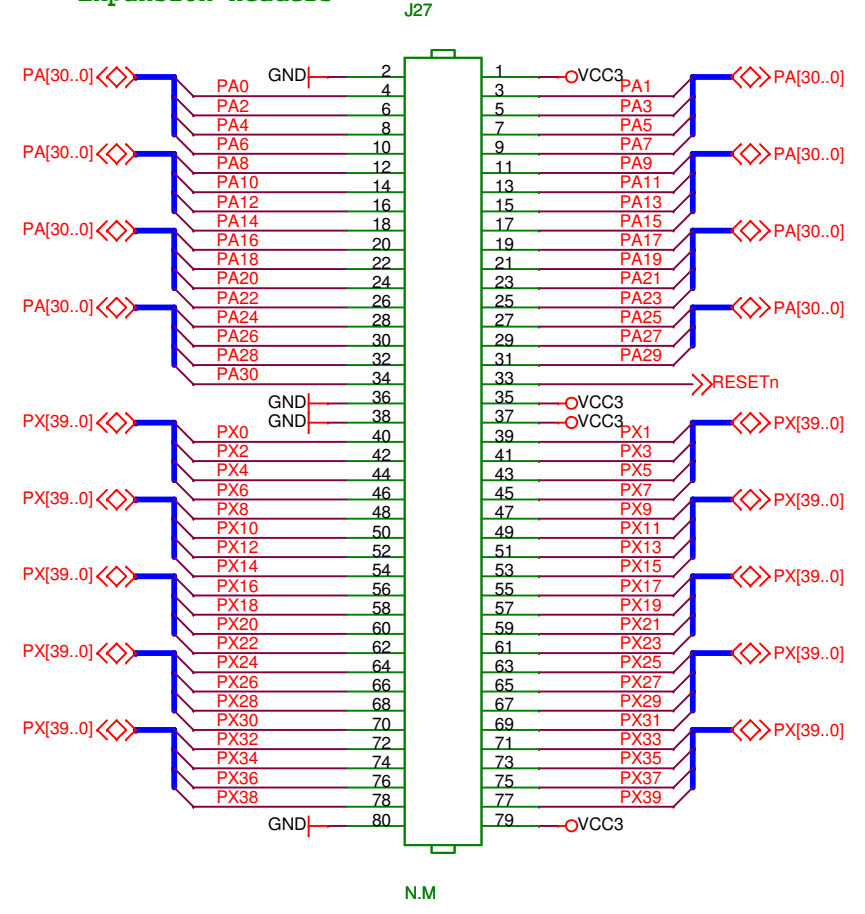 J27
PA[30..0] GND 2 1 VCC3 PA[30..0]
PA0 4 3 PA1
PA2 6 5 PA3
PA4 8 7 PA5
PA6 10 9 PA7
PA[30..0] PA[30..0]
PA8 12 11 PA9
PA10 14 13 PA11
PA12 16 15 PA13
PA14 18 17 PA15
PA[30..0] PA[30..0]
PA16 20 19 PA17
PA18 22 21 PA19
PA20 24 23 PA21
PA22 26 25 PA23
PA[30..0] PA[30..0]
PA24 28 27 PA25
PA26 30 29 PA27
PA28 32 31 PA29
PA30 34 33 RESETn
GND 36 35 VCC3
GND 38 37 VCC3
PX[39..0] PX[39..0]
PX0 40 39 PX1
PX2 42 41 PX3
PX4 44 43 PX5
PX6 46 45 PX7
PX[39..0] PX[39..0]
PX8 48 47 PX9
PX10 50 49 PX11
PX12 52 51 PX13
PX14 54 53 PX15
PX[39..0] PX[39..0]
PX16 56 55 PX17
PX18 58 57 PX19
PX20 60 59 PX21
PX22 62 61 PX23
PX[39..0] PX[39..0]
PX24 64 63 PX25
PX26 66 65 PX27
PX28 68 67 PX29
PX30 70 69 PX31
PX[39..0] PX[39..0]
PX32 72 71 PX33
PX34 74 73 PX35
PX36 76 75 PX37
PX38 78 77 PX39
GND 80 79 VCC3
N.M